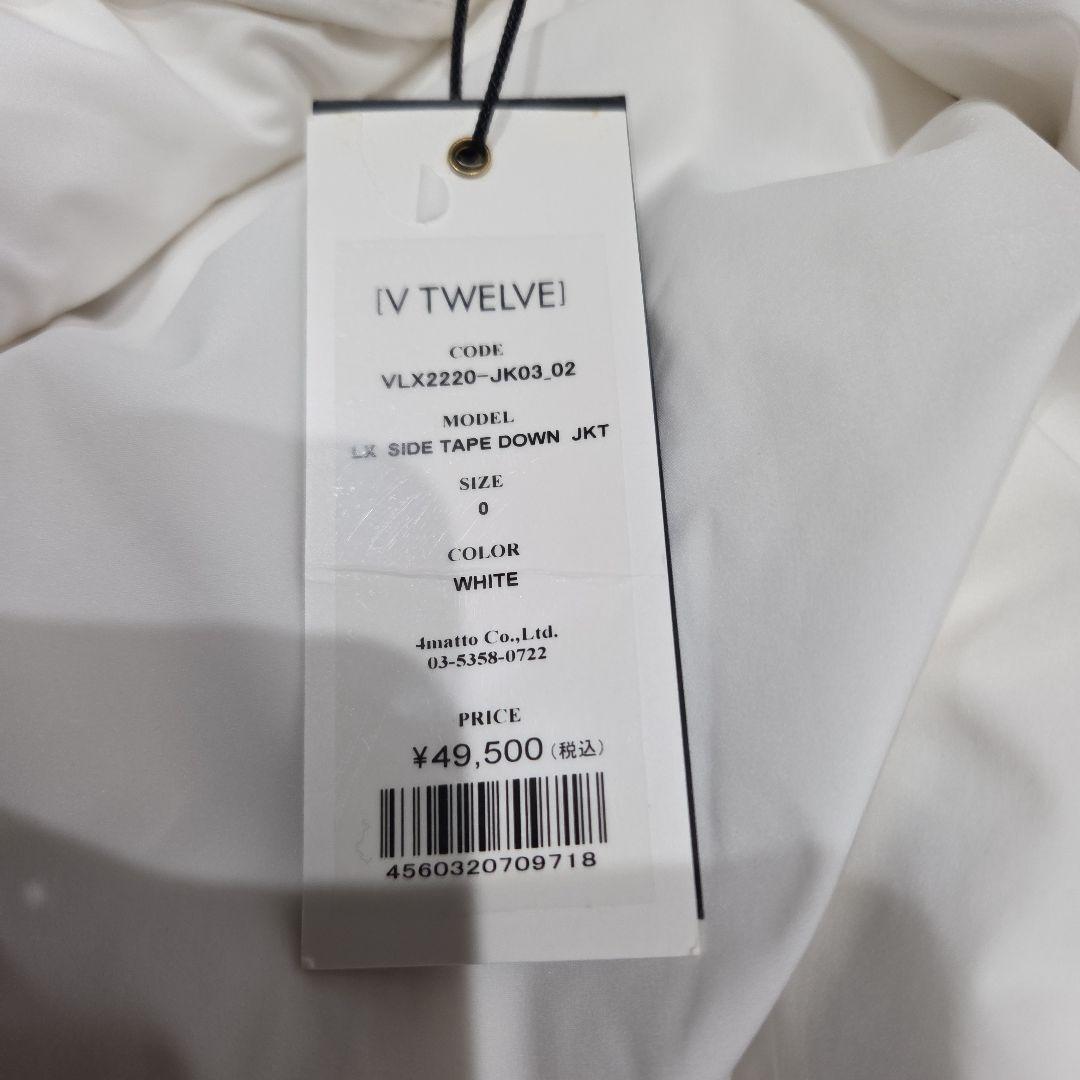 [V TWELVE]
CODE
VLX2220-JK03_02
MODEL
LX SIDE TAPE DOWN JKT
SIZE
0
COLOR
WHITE
4matto Co.,Ltd.
03-5358-0722
PRICE
¥49,500(税込)
4560320709718